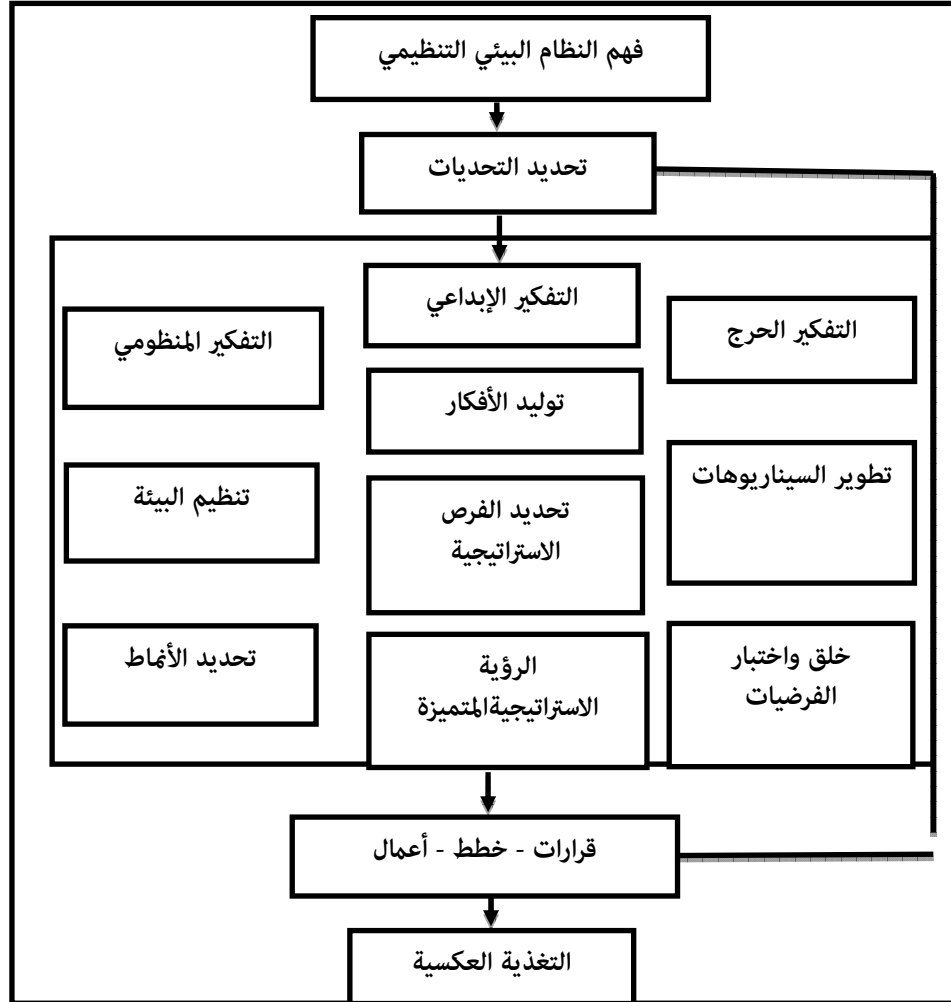 فهم النظام البيئي التنظيمي
تحديد التحديات
التفكير الحرج
التفكير الإبداعي
التفكير المنظومي
توليد الأفكار
تطوير السيناريوهات
تحديد الفرص
الاستراتيجية
تنظيم البيئة
خلق واختبار
الفرضيات
الرؤية
الاستراتيجيةالمتميزة
تحديد الأنماط
قرارات - خطط - أعمال
التغذية العكسية